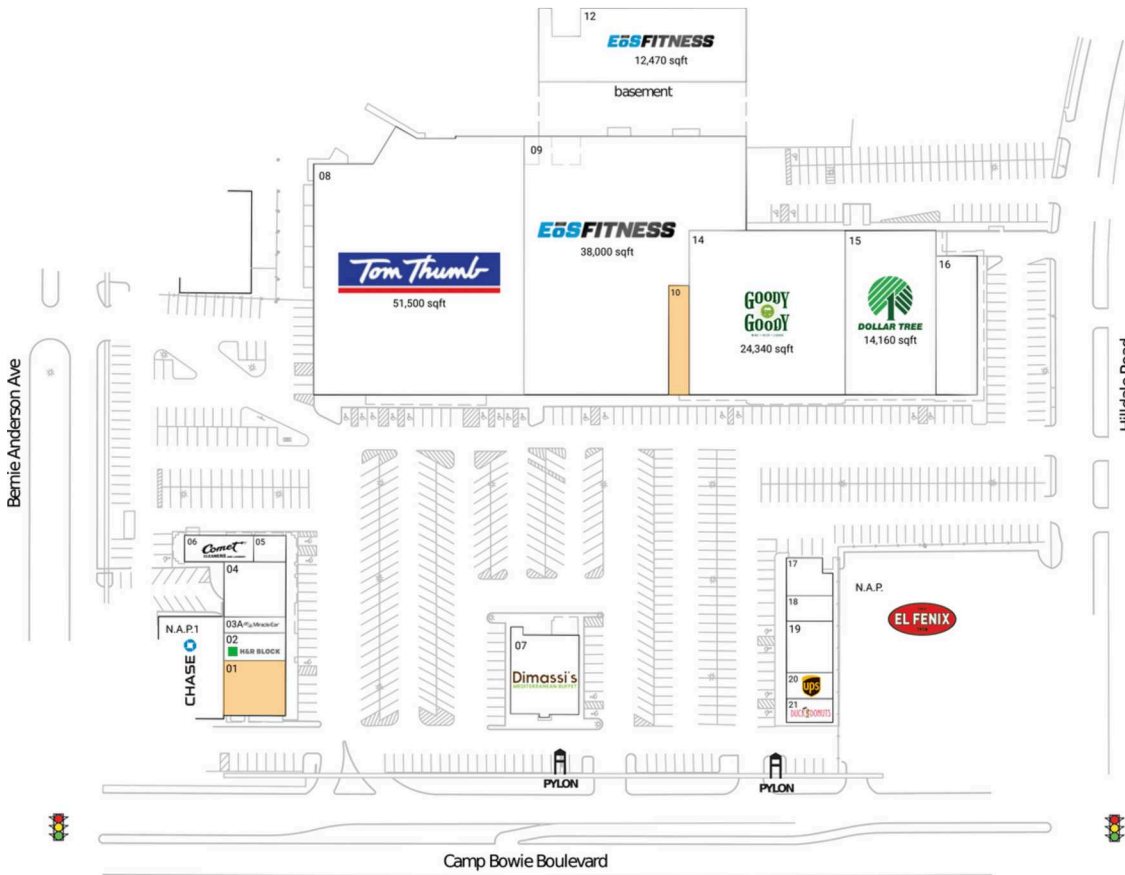 12
EōSFITNESS
12,470 sqft
basement
09
08
EōSFITNESS
38,000 sqft
14
15
16
Tom Thumb
51,500 sqft
10
GOODY
GOODY
24,340 sqft
DOLLAR TREE
14,160 sqft
Bernie Anderson Ave
06
Comet
CLEANERS
05
04
03A Miracle-Ear
N.A.P.1
02
H&R BLOCK
01
CHASE
07
Dimassi's
MEDITERRANEAN BUFFET
17
18
19
20
ups
21
DUCK DONUTS
N.A.P.
EL FENIX
PYLON
PYLON
Camp Bowie Boulevard